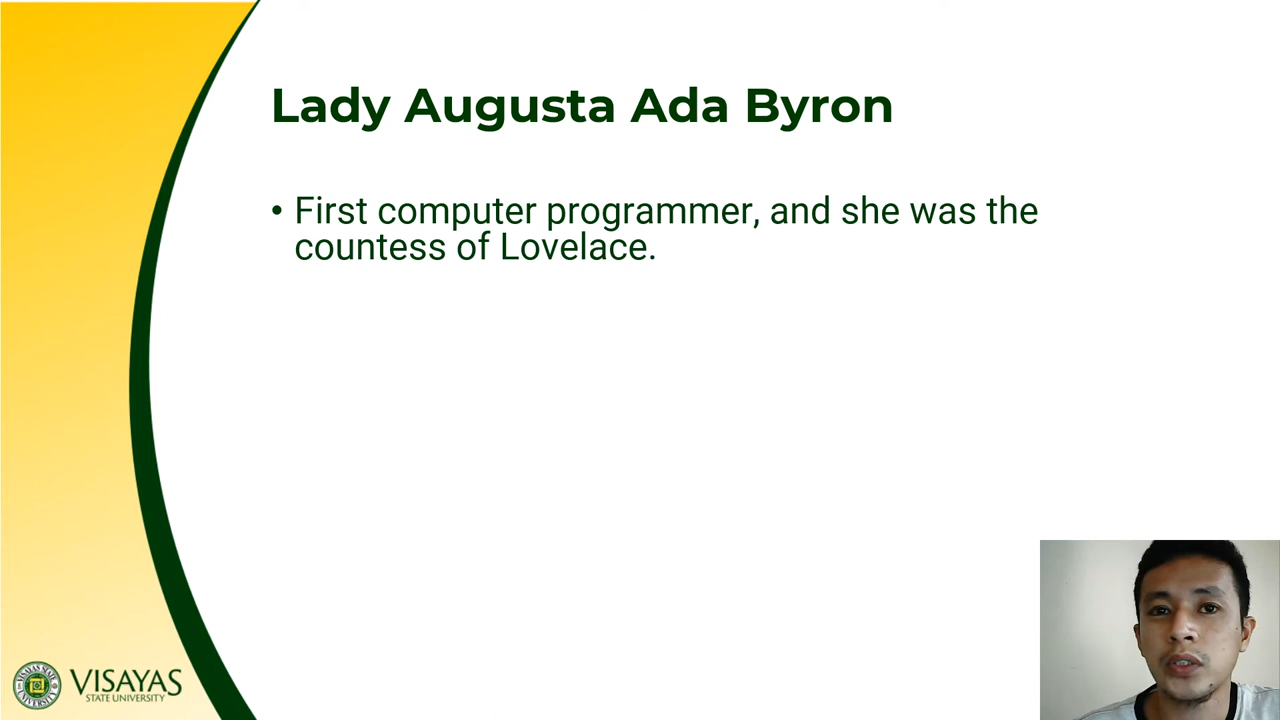 Lady Augusta Ada Byron
• First computer programmer, and she was the
countess of Lovelace.
VISAYAS
STATE UNIVERSITY